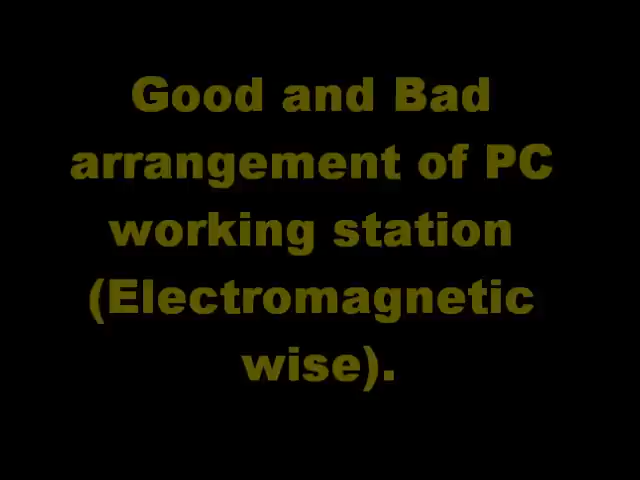 Good and Bad
arrangement of PC
working station
(Electromagnetic
wise).